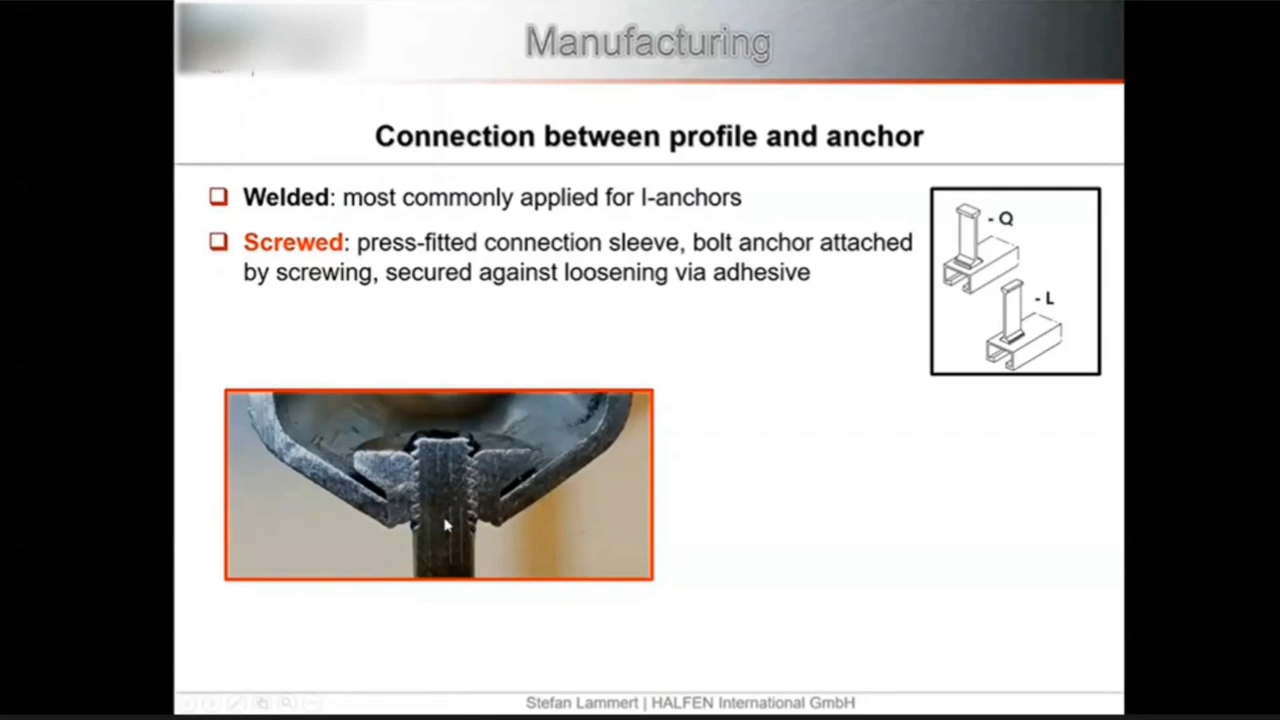 Manufacturing
Connection between profile and anchor
Welded: most commonly applied for I-anchors
Screwed: press-fitted connection sleeve, bolt anchor attached
by screwing, secured against loosening via adhesive
- Q
- L
Stefan Lammert | HALFEN International GmbH